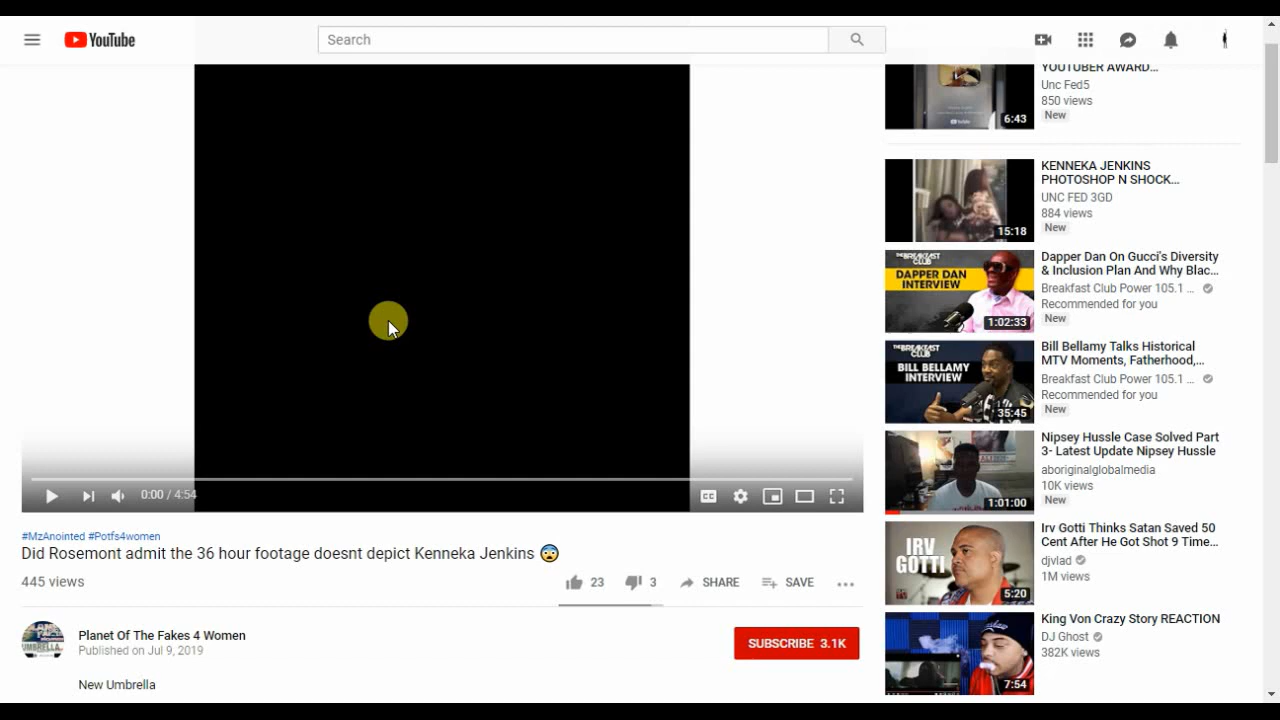 YouTube
Search
0:00 / 4:54
CC
#MzAnointed #Potfs4women
Did Rosemont admit the 36 hour footage doesnt depict Kenneka Jenkins 😨
445 views
23
3
SHARE
SAVE
Planet Of The Fakes 4 Women
Published on Jul 9, 2019
SUBSCRIBE 3.1K
New Umbrella
YOUTUBER AWARD...
Unc Fed5
850 views
New
6:43
KENNEKA JENKINS
PHOTOSHOP N SHOCK...
UNC FED 3GD
884 views
New
15:18
THE BREAKFAST CLUB
DAPPER DAN
INTERVIEW
1:02:33
Dapper Dan On Gucci's Diversity
& Inclusion Plan And Why Blac...
Breakfast Club Power 105.1 ...
Recommended for you
New
THE BREAKFAST CLUB
BILL BELLAMY
INTERVIEW
35:45
Bill Bellamy Talks Historical
MTV Moments, Fatherhood,...
Breakfast Club Power 105.1 ...
Recommended for you
New
1:01:00
Nipsey Hussle Case Solved Part
3- Latest Update Nipsey Hussle
aboriginalglobalmedia
10K views
New
IRV
GOTTI
5:20
Irv Gotti Thinks Satan Saved 50
Cent After He Got Shot 9 Time...
djvlad
1M views
7:54
King Von Crazy Story REACTION
DJ Ghost
382K views